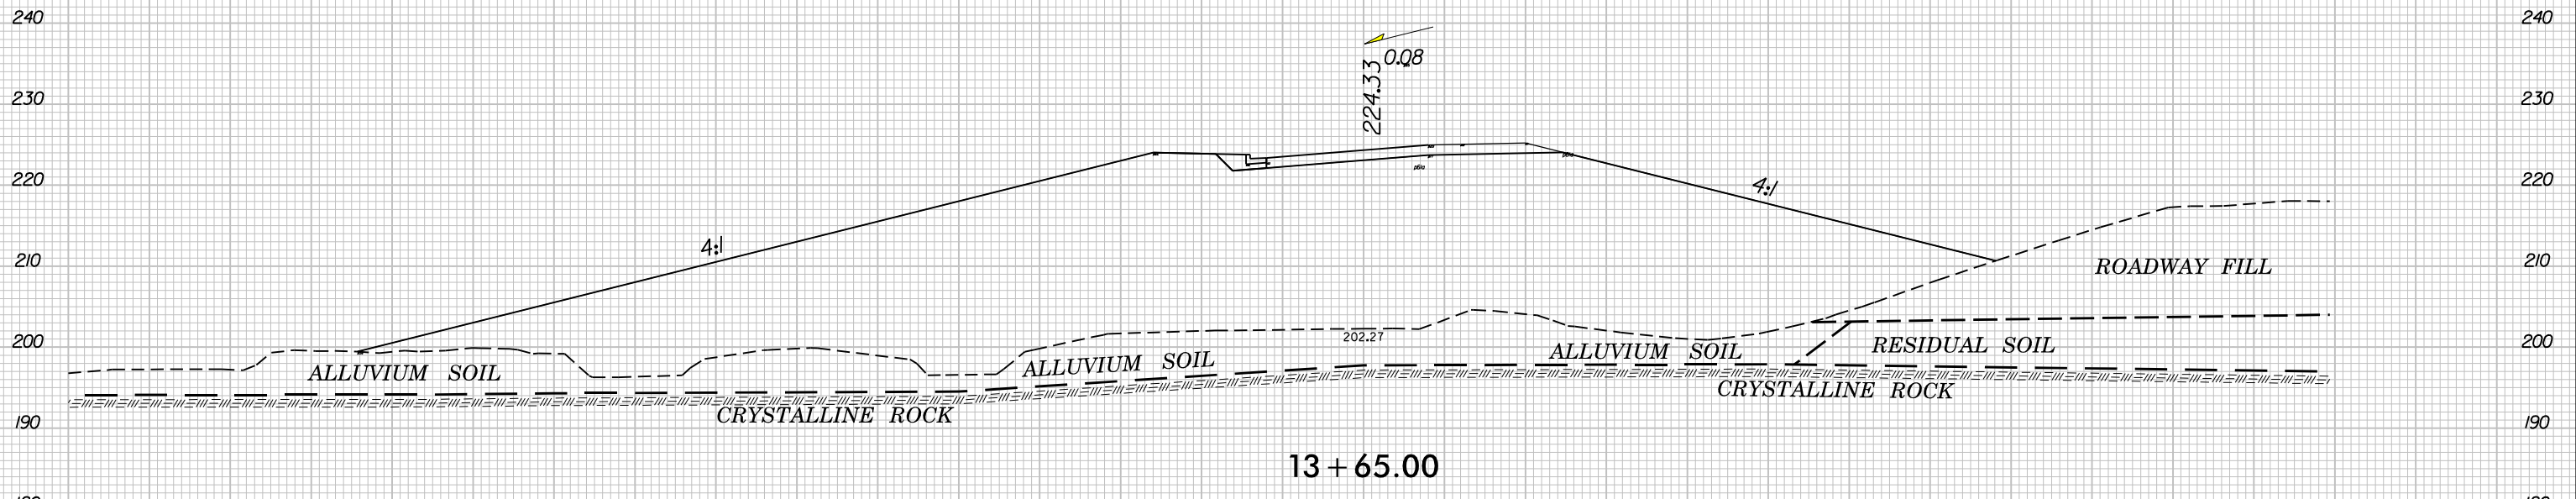 240 240
0.08
224.33
230 230
220 220
4:1
4:1
210 210
ROADWAY FILL
200 202.27 200
ALLUVIUM SOIL ALLUVIUM SOIL ALLUVIUM SOIL RESIDUAL SOIL
CRYSTALLINE ROCK CRYSTALLINE ROCK
190 190
13+65.00